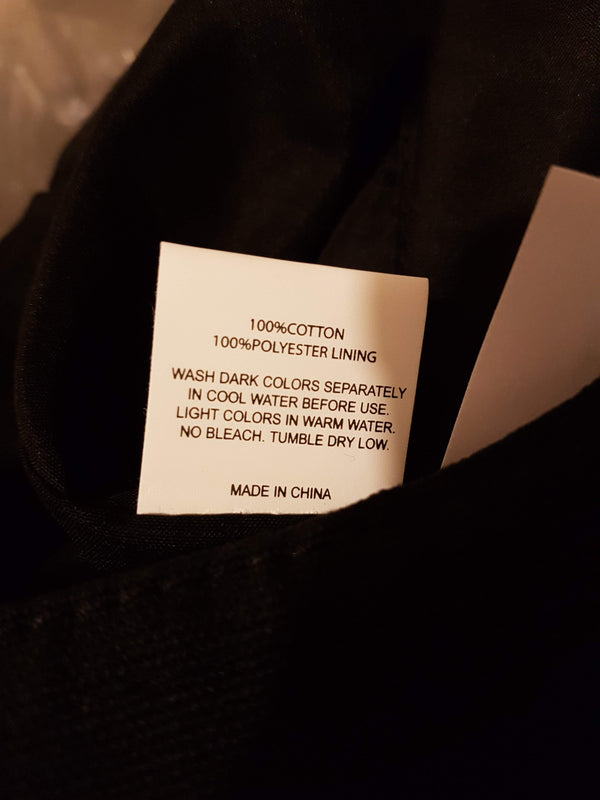 100%COTTON
100%POLYESTER LINING
WASH DARK COLORS SEPARATELY
IN COOL WATER BEFORE USE.
LIGHT COLORS IN WARM WATER.
NO BLEACH. TUMBLE DRY LOW.
MADE IN CHINA